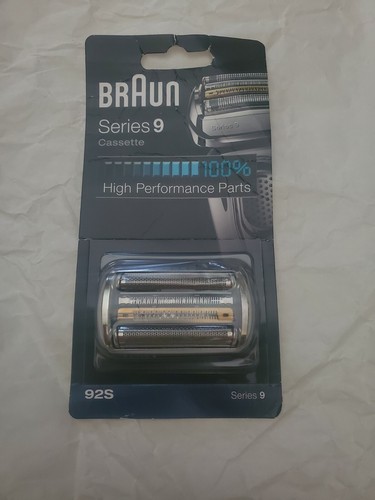 BRAUN
Series 9
Cassette
100%
High Performance Parts
92S
Series 9